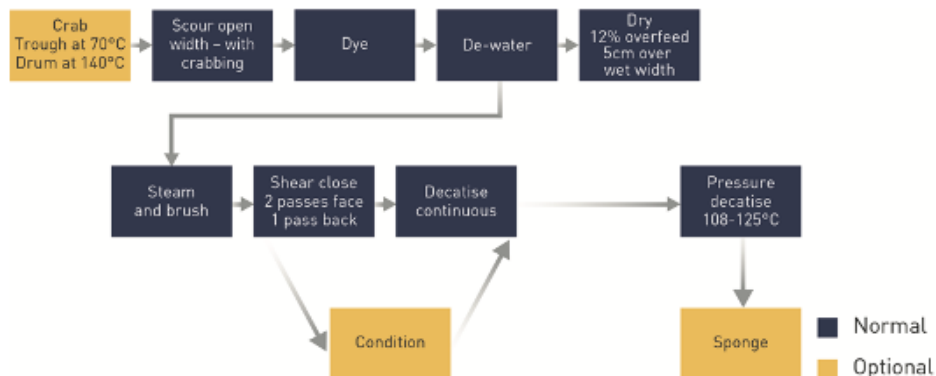 Crab
Trough at 70°C
Drum at 140°C
Scour open
width – with
crabbing
Dye
De-water
Dry
12% overfeed
5cm over
wet width
Steam
and brush
Shear close
2 passes face
1 pass back
Decatise
continuous
Pressure
decatise
108-125°C
Condition
Sponge
Normal
Optional